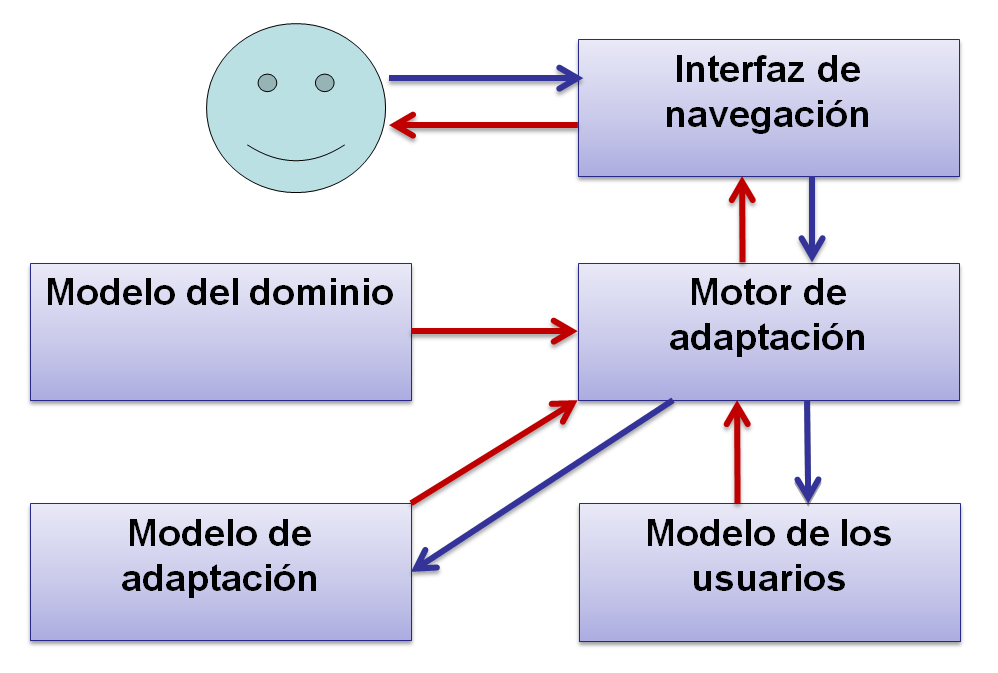 Interfaz de
navegación
Modelo del dominio
Motor de
adaptación
Modelo de
adaptación
Modelo de los
usuarios